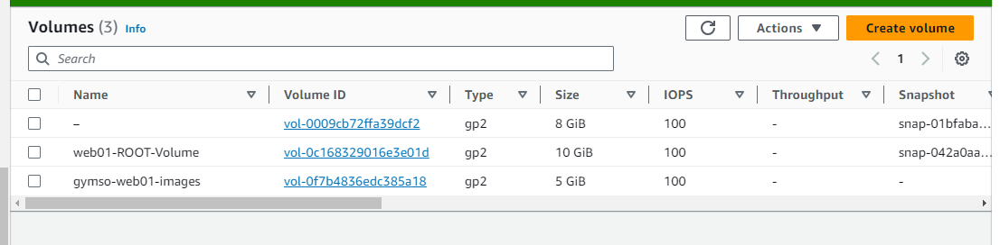 Volumes (3) Info
Actions
Create volume
Search
1
Name Volume ID Type Size IOPS Throughput Snapshot
– vol-0009cb72ffa39dcf2 gp2 8 GiB 100 - snap-01bfaba...
web01-ROOT-Volume vol-0c168329016e3e01d gp2 10 GiB 100 - snap-042a0aa...
gymso-web01-images vol-0f7b4836edc385a18 gp2 5 GiB 100 - -